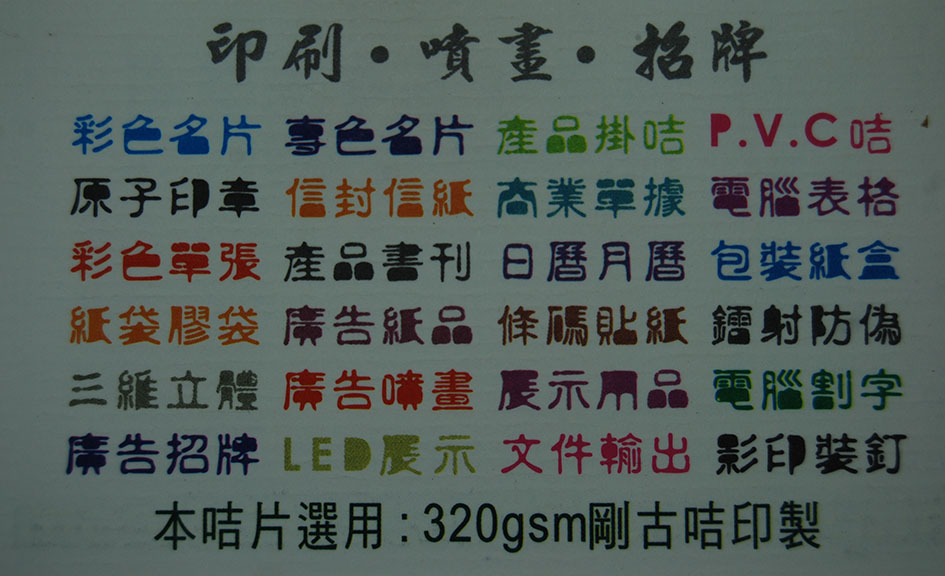 印刷·噴畫·招牌
彩色名片 專色名片 產品掛咭 P.V.C咭
原子印章 信封信紙 商業單據 電腦表格
彩色單張 產品書刊 日曆月曆 包裝紙盒
紙袋膠袋 廣告紙品 條碼貼紙 鐳射防偽
三維立體 廣告噴畫 展示用品 電腦割字
廣告招牌 LED展示 文件輸出 影印裝釘
本咭片選用:320gsm剛古咭印製